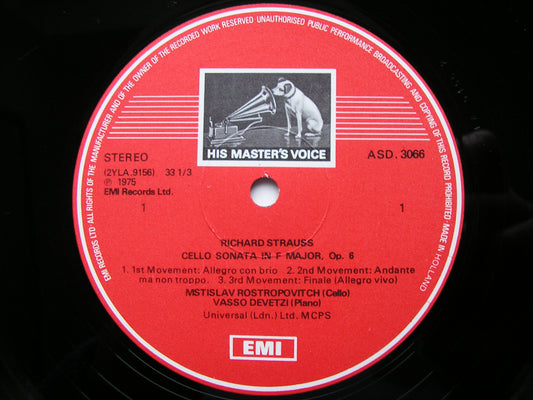 EMI RECORDS LTD ALL RIGHTS OF THE MANUFACTURER AND OF THE OWNER OF THE RECORDED WORK RESERVED UNAUTHORISED PUBLIC PERFORMANCE BROADCASTING AND COPYING OF THIS RECORD PROHIBITED MADE IN HOLLAND
HIS MASTER'S VOICE
STEREO
ASD. 3066
(2YLA.9156) 33 1/3
℗ 1975
EMI Records Ltd.
1 1
RICHARD STRAUSS
CELLO SONATA IN F MAJOR, Op. 6
1. 1st Movement: Allegro con brio 2. 2nd Movement: Andante
ma non troppo. 3. 3rd Movement: Finale (Allegro vivo)
MSTISLAV ROSTROPOVITCH (Cello)
VASSO DEVETZI (Piano)
Universal (Ldn.) Ltd. MCPS
EMI